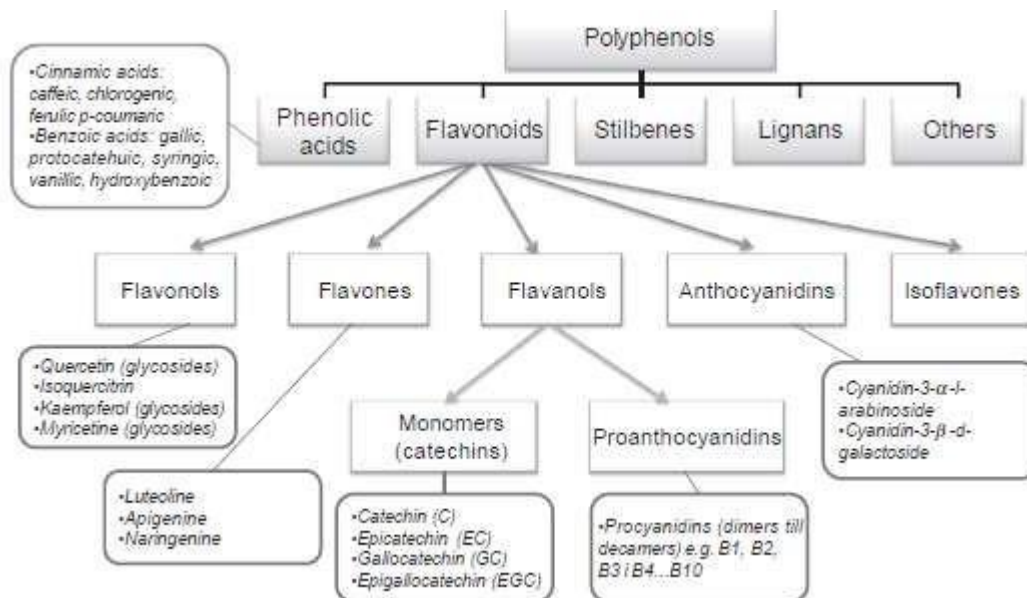 Polyphenols
•Cinnamic acids:
caffeic, chlorogenic,
ferulic p-coumaric
•Benzoic acids: gallic,
protocatehuic, syringic,
vanillic, hydroxybenzoic
Phenolic
acids
Flavonoids
Stilbenes
Lignans
Others
Flavonols
Flavones
Flavanols
Anthocyanidins
Isoflavones
•Quercetin (glycosides)
•Isoquercitrin
•Kaempferol (glycosides)
•Myricetine (glycosides)
•Luteoline
•Apigenine
•Naringenine
Monomers
(catechins)
Proanthocyanidins
•Cyanidin-3-α-l-
arabinoside
•Cyanidin-3-β-d-
galactoside
•Catechin (C)
•Epicatechin (EC)
•Gallocatechin (GC)
•Epigallocatechin (EGC)
•Procyanidins (dimers till
decamers) e.g. B1, B2,
B3 i B4...B10